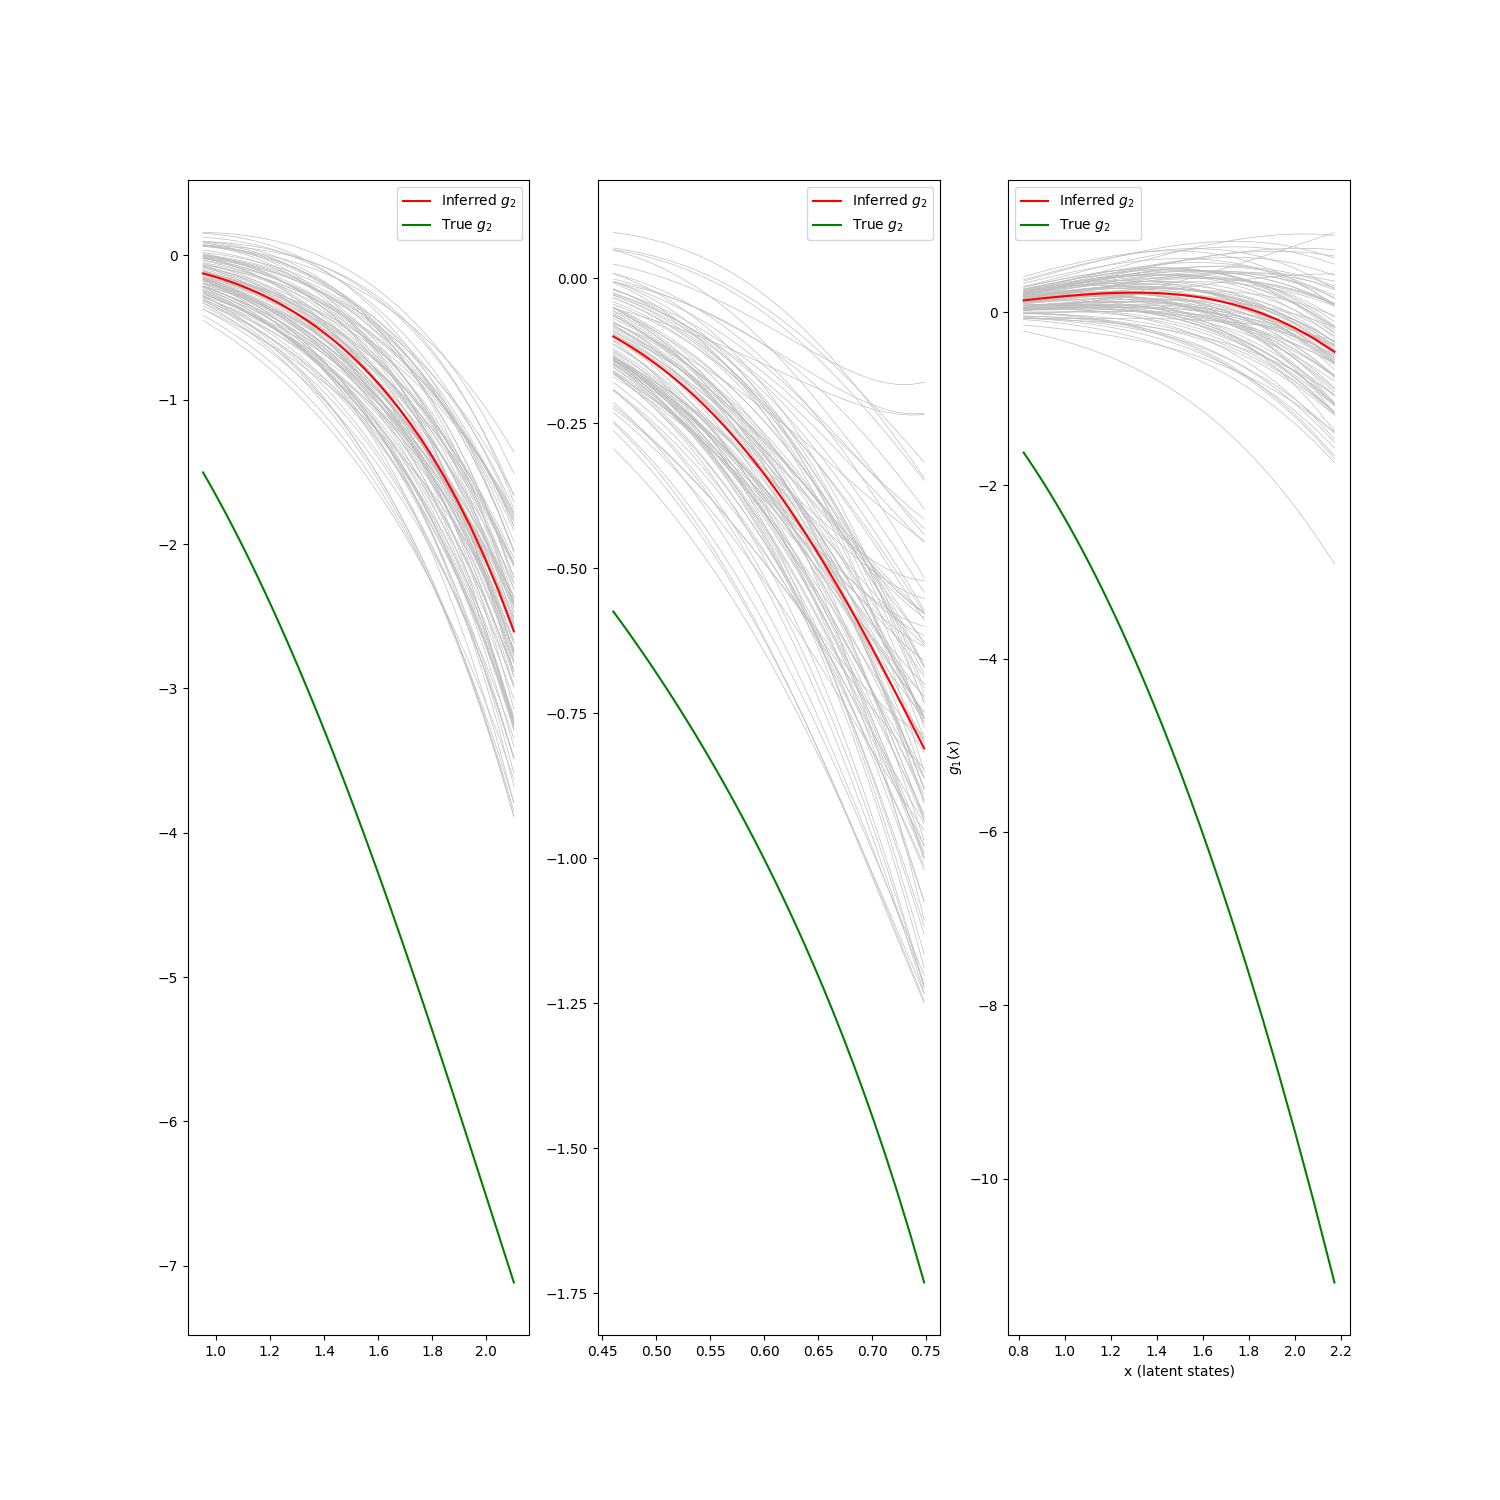 Inferred g₂
True g₂
0
−1
−2
−3
−4
−5
−6
−7
1.0 1.2 1.4 1.6 1.8 2.0
Inferred g₂
True g₂
0.00
−0.25
−0.50
−0.75
−1.00
−1.25
−1.50
−1.75
0.45 0.50 0.55 0.60 0.65 0.70 0.75
g₁(x)
Inferred g₂
True g₂
0
−2
−4
−6
−8
−10
0.8 1.0 1.2 1.4 1.6 1.8 2.0 2.2
x (latent states)